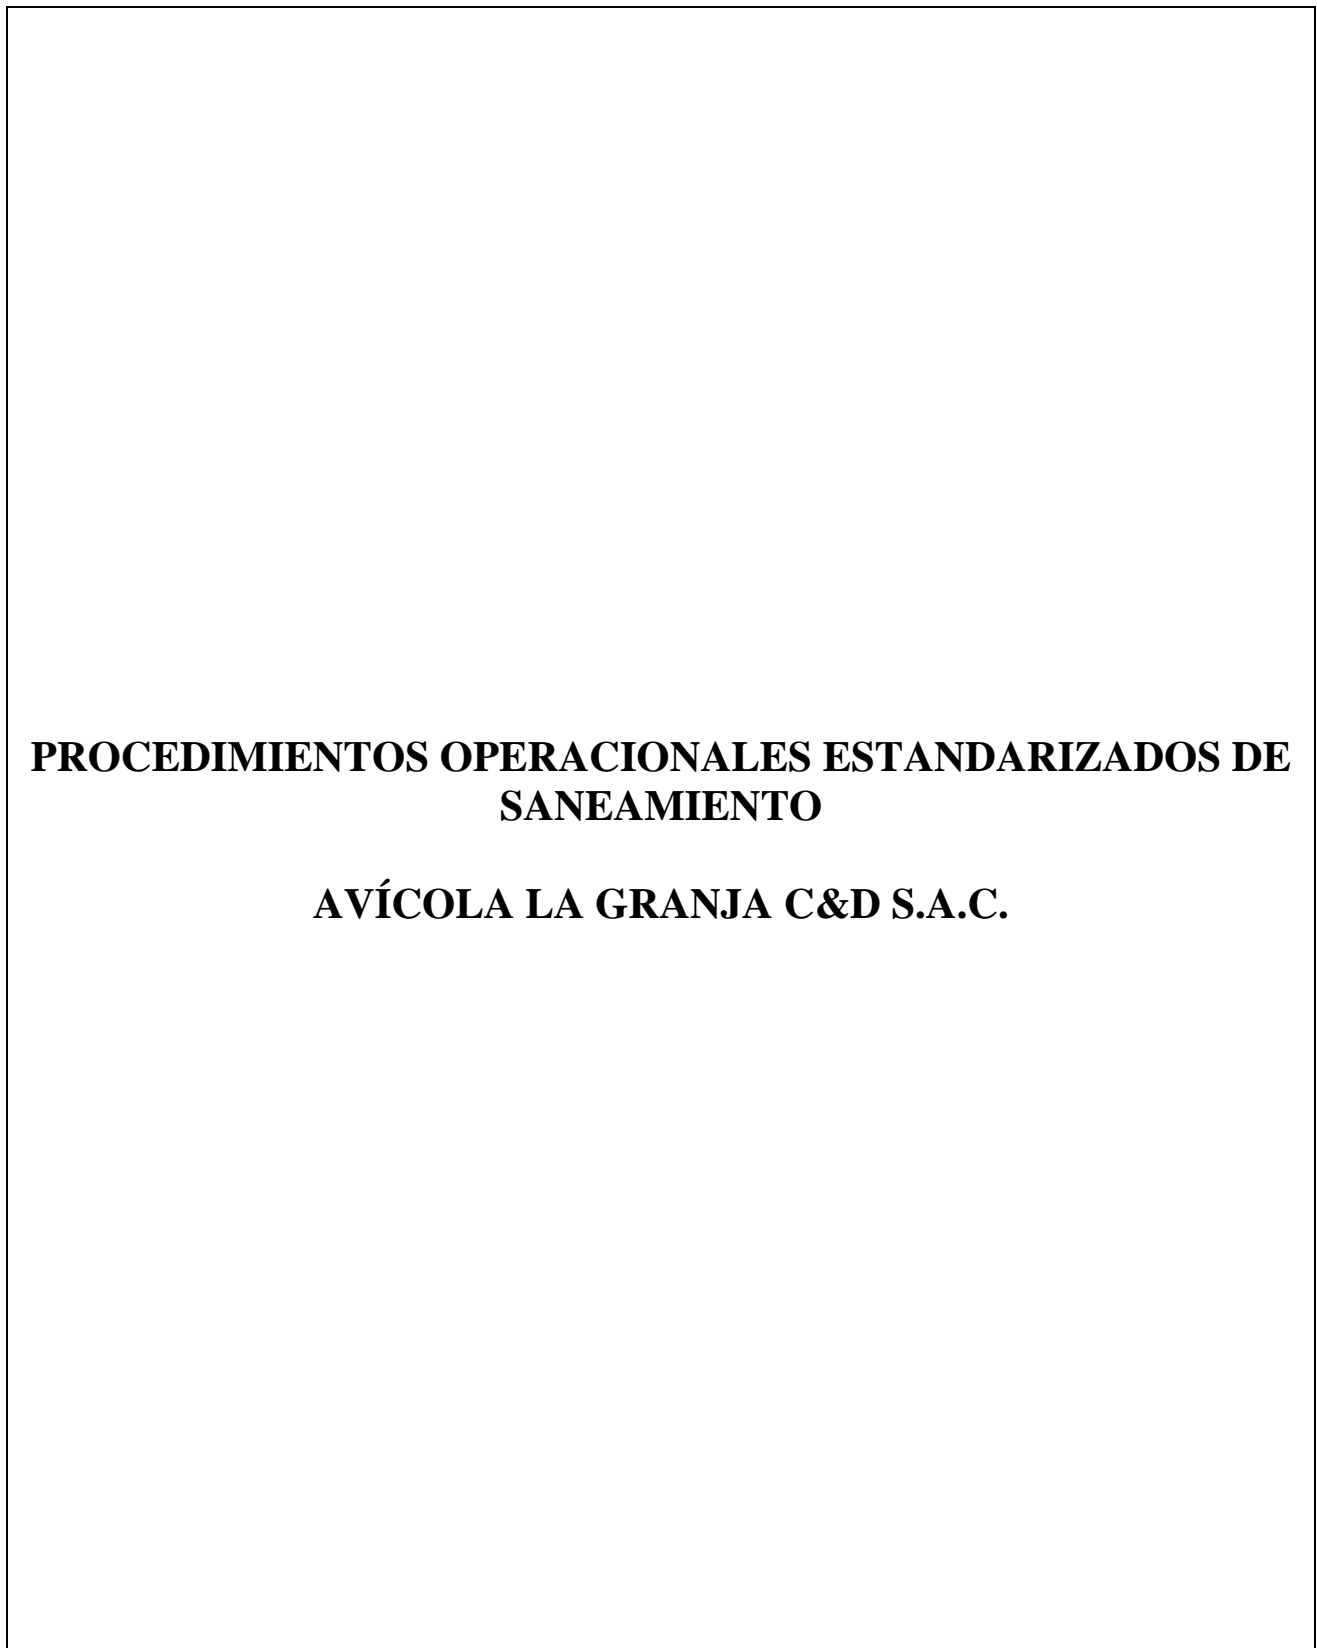 PROCEDIMIENTOS OPERACIONALES ESTANDARIZADOS DE
SANEAMIENTO
AVÍCOLA LA GRANJA C&D S.A.C.